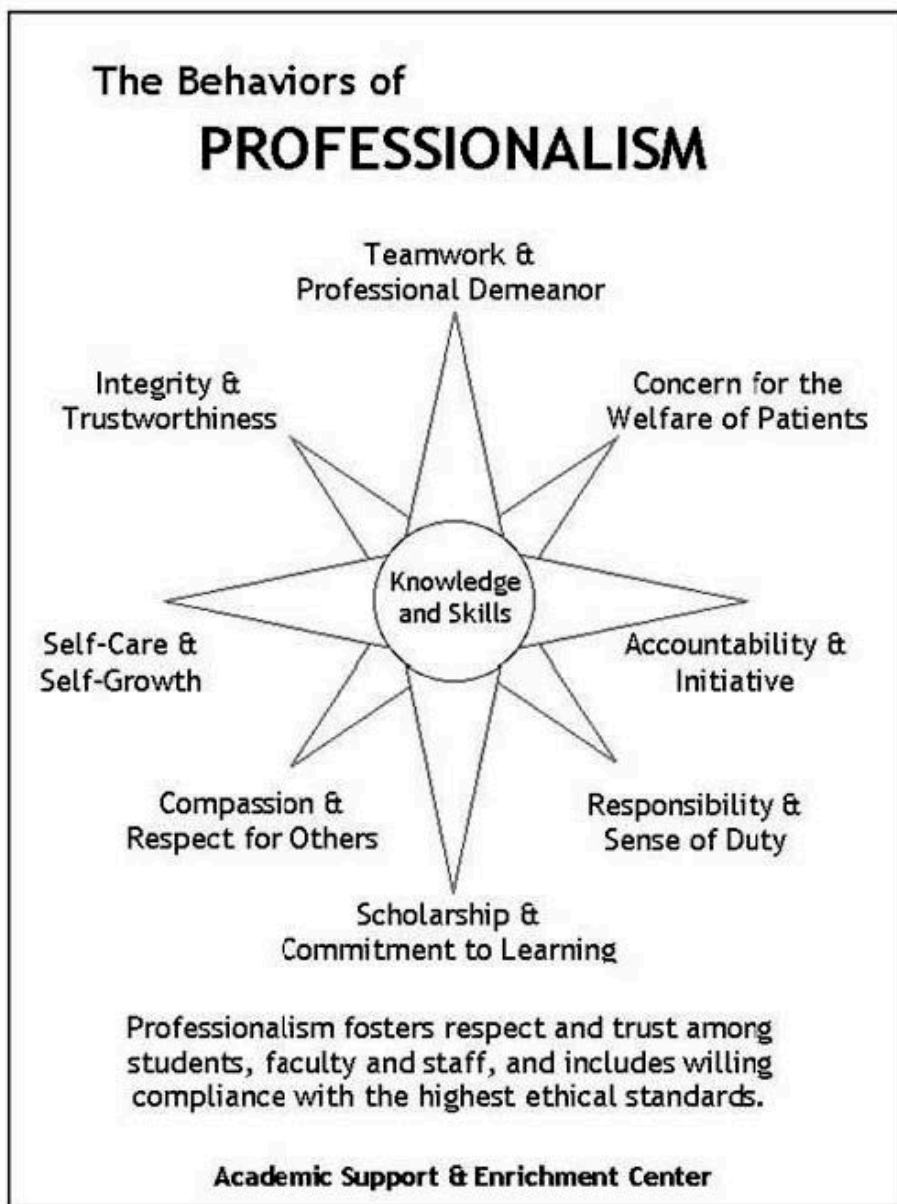 The Behaviors of
PROFESSIONALISM
Teamwork &
Professional Demeanor
Integrity &
Trustworthiness
Concern for the
Welfare of Patients
Knowledge
and Skills
Self-Care &
Self-Growth
Accountability &
Initiative
Compassion &
Respect for Others
Responsibility &
Sense of Duty
Scholarship &
Commitment to Learning
Professionalism fosters respect and trust among
students, faculty and staff, and includes willing
compliance with the highest ethical standards.
Academic Support & Enrichment Center